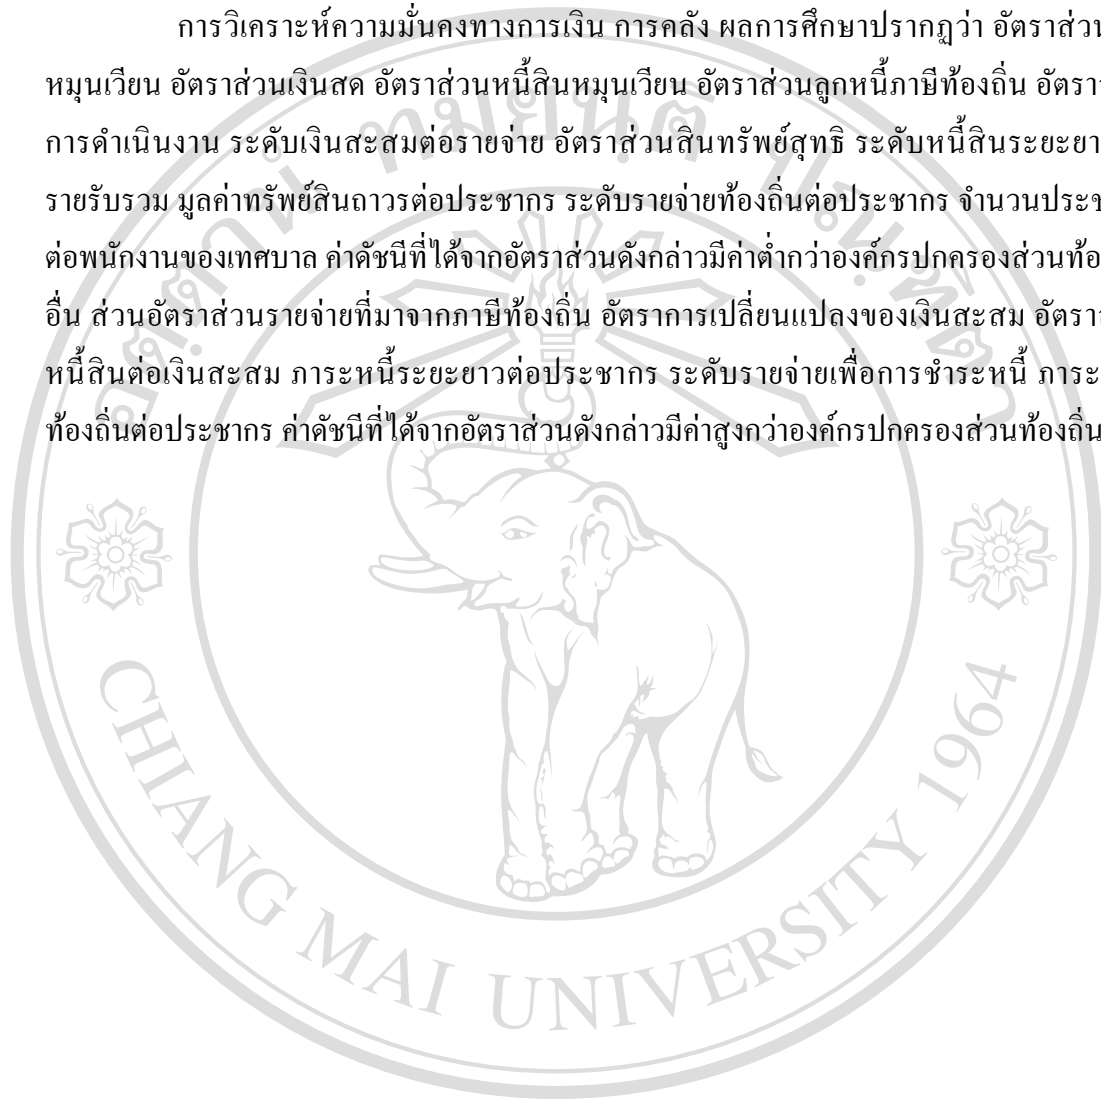 การวิเคราะห์ความมั่นคงทางการเงิน การคลัง ผลการศึกษาปรากฏว่า อัตราส่วน
หมุนเวียน อัตราส่วนเงินสด อัตราส่วนหนี้สินหมุนเวียน อัตราส่วนลูกหนี้ภาษีท้องถิ่น
การดำเนินงาน ระดับเงินสะสมต่อรายจ่าย อัตราส่วนสินทรัพย์สุทธิ ระดับหนี้สินระยะยา
รายรับรวม มูลค่าทรัพย์สินถาวรต่อประชากร ระดับรายจ่ายท้องถิ่นต่อประชากร จำนวนประช
ต่อพนักงานของเทศบาล ค่าดัชนีที่ได้จากอัตราส่วนดังกล่าวมีค่าต่ำกว่าองค์กรปกครองส่วนท้อ
อื่น ส่วนอัตราส่วนรายจ่ายที่มาจากภาษีท้องถิ่น อัตราการเปลี่ยนแปลงของเงินสะสม
หนี้สินต่อเงินสะสม ภาระหนี้ระยะยาวต่อประชากร ระดับรายจ่ายเพื่อการชำระหนี้ ภาระ
ท้องถิ่นต่อประชากร ค่าดัชนีที่ได้จากอัตราส่วนดังกล่าวมีค่าสูงกว่าองค์กรปกครองส่วนท้องถิ่น
CHIANG MAI UNIVERSITY 1964